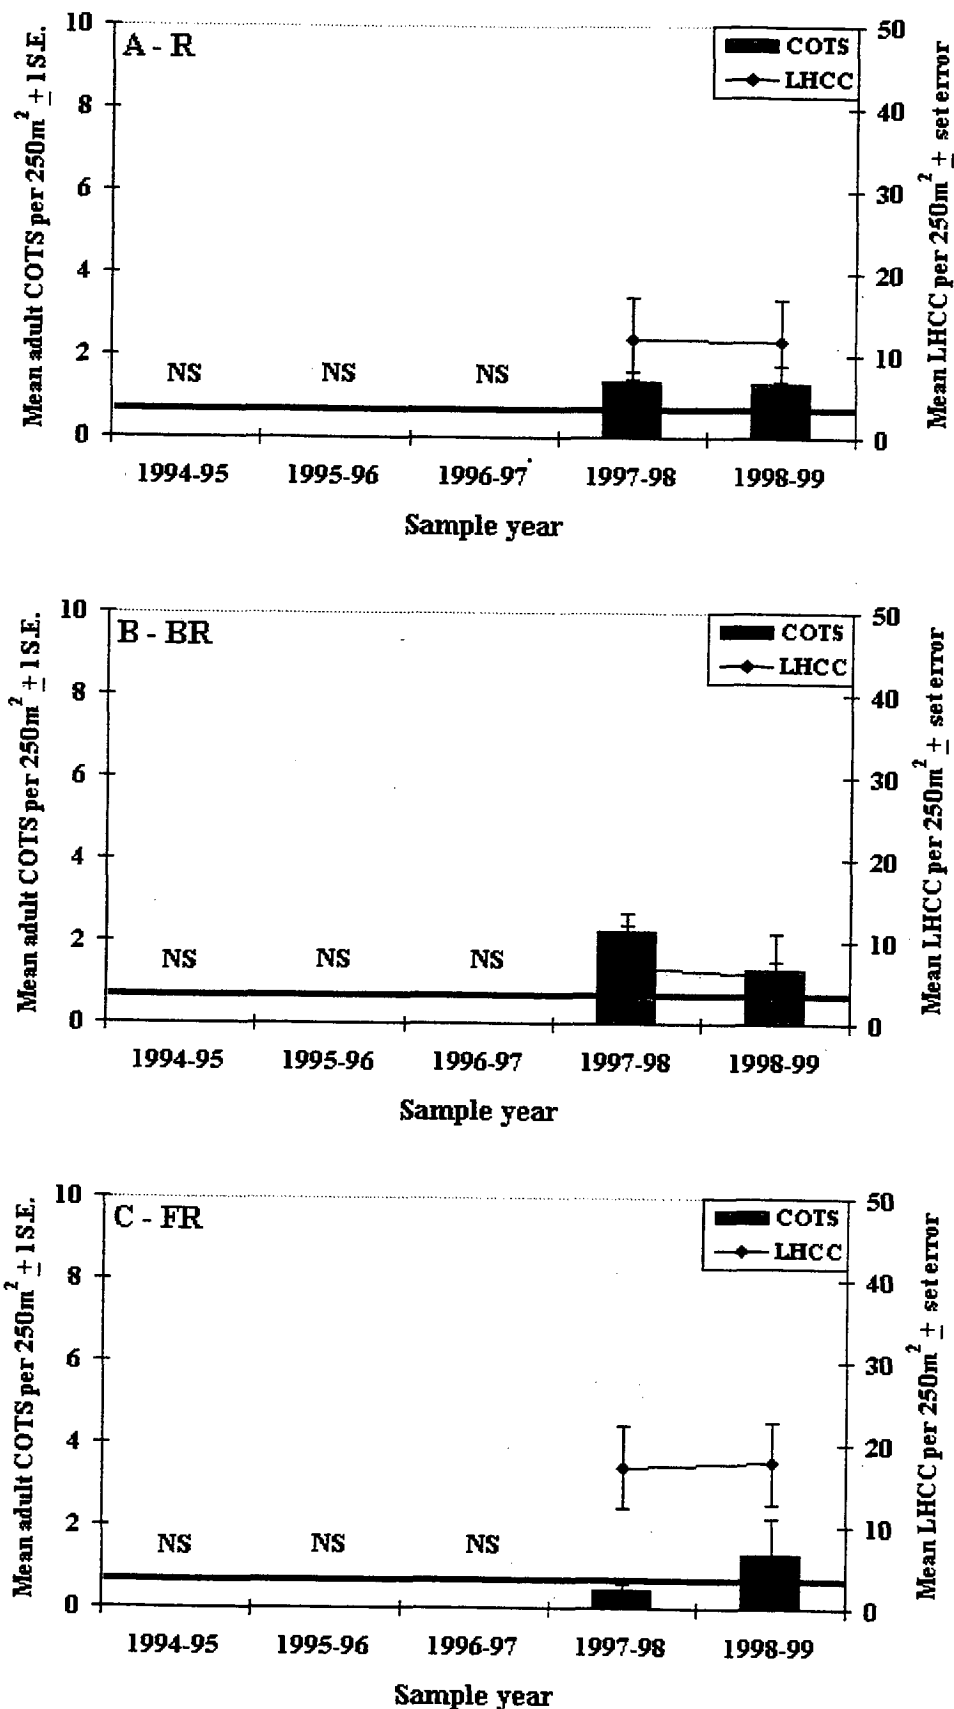 A - R
COTS
LHCC
Mean adult COTS per 250m² ± 1 S.E.
Mean LHCC per 250m² ± set error
10
8
6
4
2
0
50
40
30
20
10
0
NS NS NS
1994-95 1995-96 1996-97 1997-98 1998-99
Sample year
B - BR
COTS
LHCC
Mean adult COTS per 250m² ± 1 S.E.
Mean LHCC per 250m² ± set error
10
8
6
4
2
0
50
40
30
20
10
0
NS NS NS
1994-95 1995-96 1996-97 1997-98 1998-99
Sample year
C - FR
COTS
LHCC
Mean adult COTS per 250m² ± 1 S.E.
Mean LHCC per 250m² ± set error
10
8
6
4
2
0
50
40
30
20
10
0
NS NS NS
1994-95 1995-96 1996-97 1997-98 1998-99
Sample year